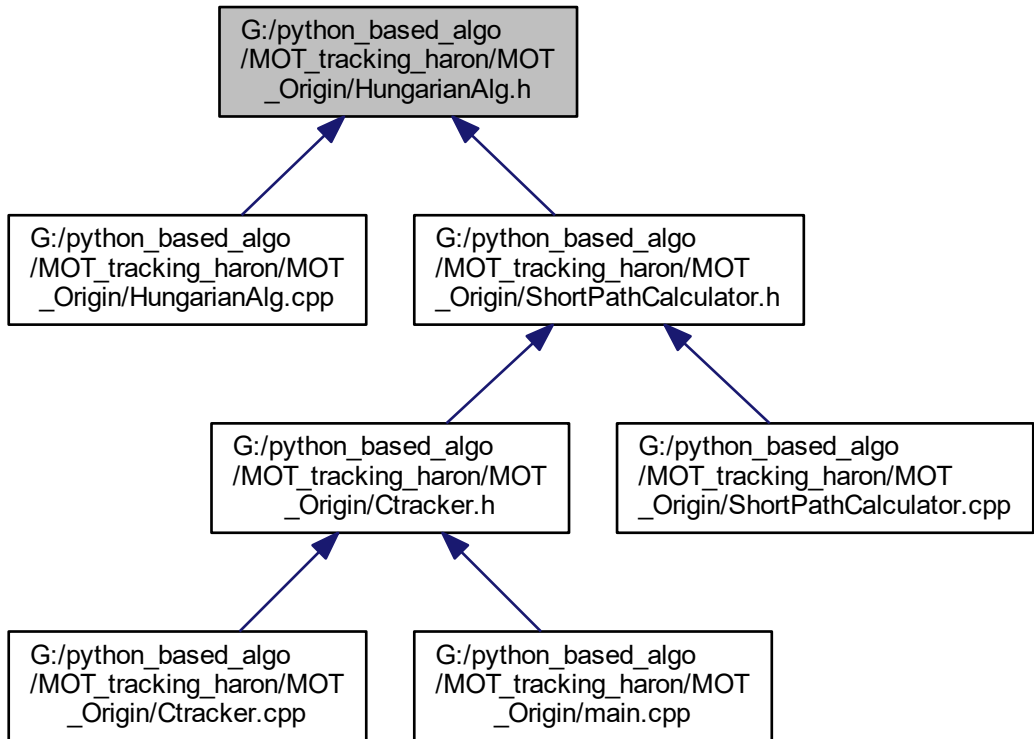 G:/python_based_algo
/MOT_tracking_haron/MOT
_Origin/HungarianAlg.h
G:/python_based_algo
/MOT_tracking_haron/MOT
_Origin/HungarianAlg.cpp
G:/python_based_algo
/MOT_tracking_haron/MOT
_Origin/ShortPathCalculator.h
G:/python_based_algo
/MOT_tracking_haron/MOT
_Origin/Ctracker.h
G:/python_based_algo
/MOT_tracking_haron/MOT
_Origin/ShortPathCalculator.cpp
G:/python_based_algo
/MOT_tracking_haron/MOT
_Origin/Ctracker.cpp
G:/python_based_algo
/MOT_tracking_haron/MOT
_Origin/main.cpp